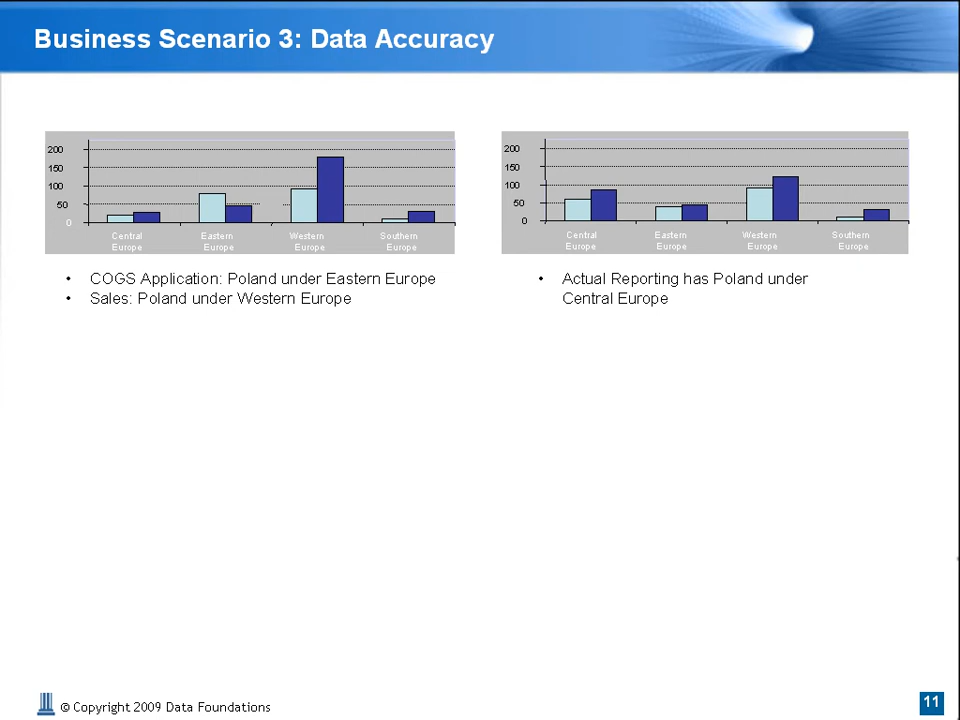 Business Scenario 3: Data Accuracy
200
150
100
50
0
Central Europe
Eastern Europe
Western Europe
Southern Europe
• COGS Application: Poland under Eastern Europe
• Sales: Poland under Western Europe
200
150
100
50
0
Central Europe
Eastern Europe
Western Europe
Southern Europe
• Actual Reporting has Poland under
Central Europe
© Copyright 2009 Data Foundations
11